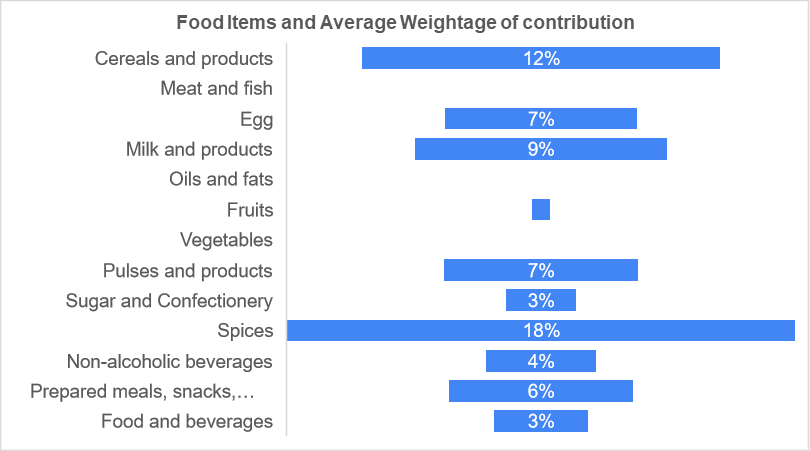 Food Items and Average Weightage of contribution
Cereals and products 12%
Meat and fish
Egg 7%
Milk and products 9%
Oils and fats
Fruits
Vegetables
Pulses and products 7%
Sugar and Confectionery 3%
Spices 18%
Non-alcoholic beverages 4%
Prepared meals, snacks,... 6%
Food and beverages 3%